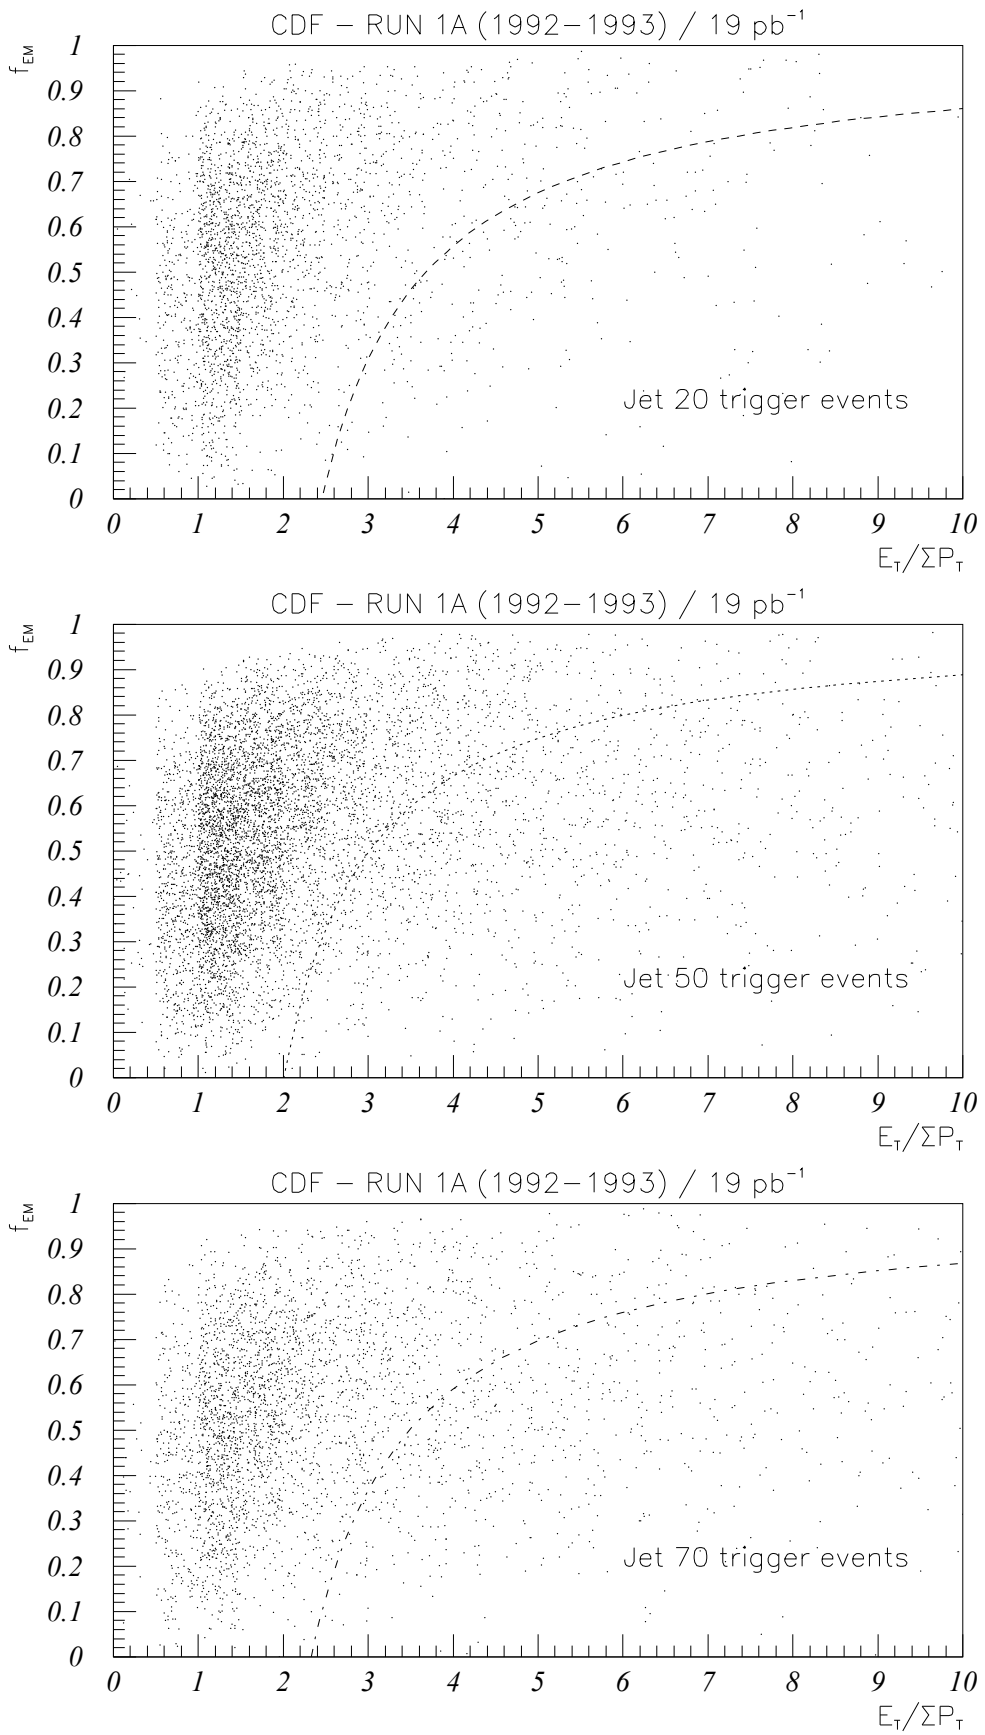 CDF – RUN 1A (1992–1993) / 19 pb⁻¹
f_EM
1
0.9
0.8
0.7
0.6
0.5
0.4
0.3
0.2
0.1
0
Jet 20 trigger events
0 1 2 3 4 5 6 7 8 9 10
E_T/ΣP_T
CDF – RUN 1A (1992–1993) / 19 pb⁻¹
f_EM
1
0.9
0.8
0.7
0.6
0.5
0.4
0.3
0.2
0.1
0
Jet 50 trigger events
0 1 2 3 4 5 6 7 8 9 10
E_T/ΣP_T
CDF – RUN 1A (1992–1993) / 19 pb⁻¹
f_EM
1
0.9
0.8
0.7
0.6
0.5
0.4
0.3
0.2
0.1
0
Jet 70 trigger events
0 1 2 3 4 5 6 7 8 9 10
E_T/ΣP_T